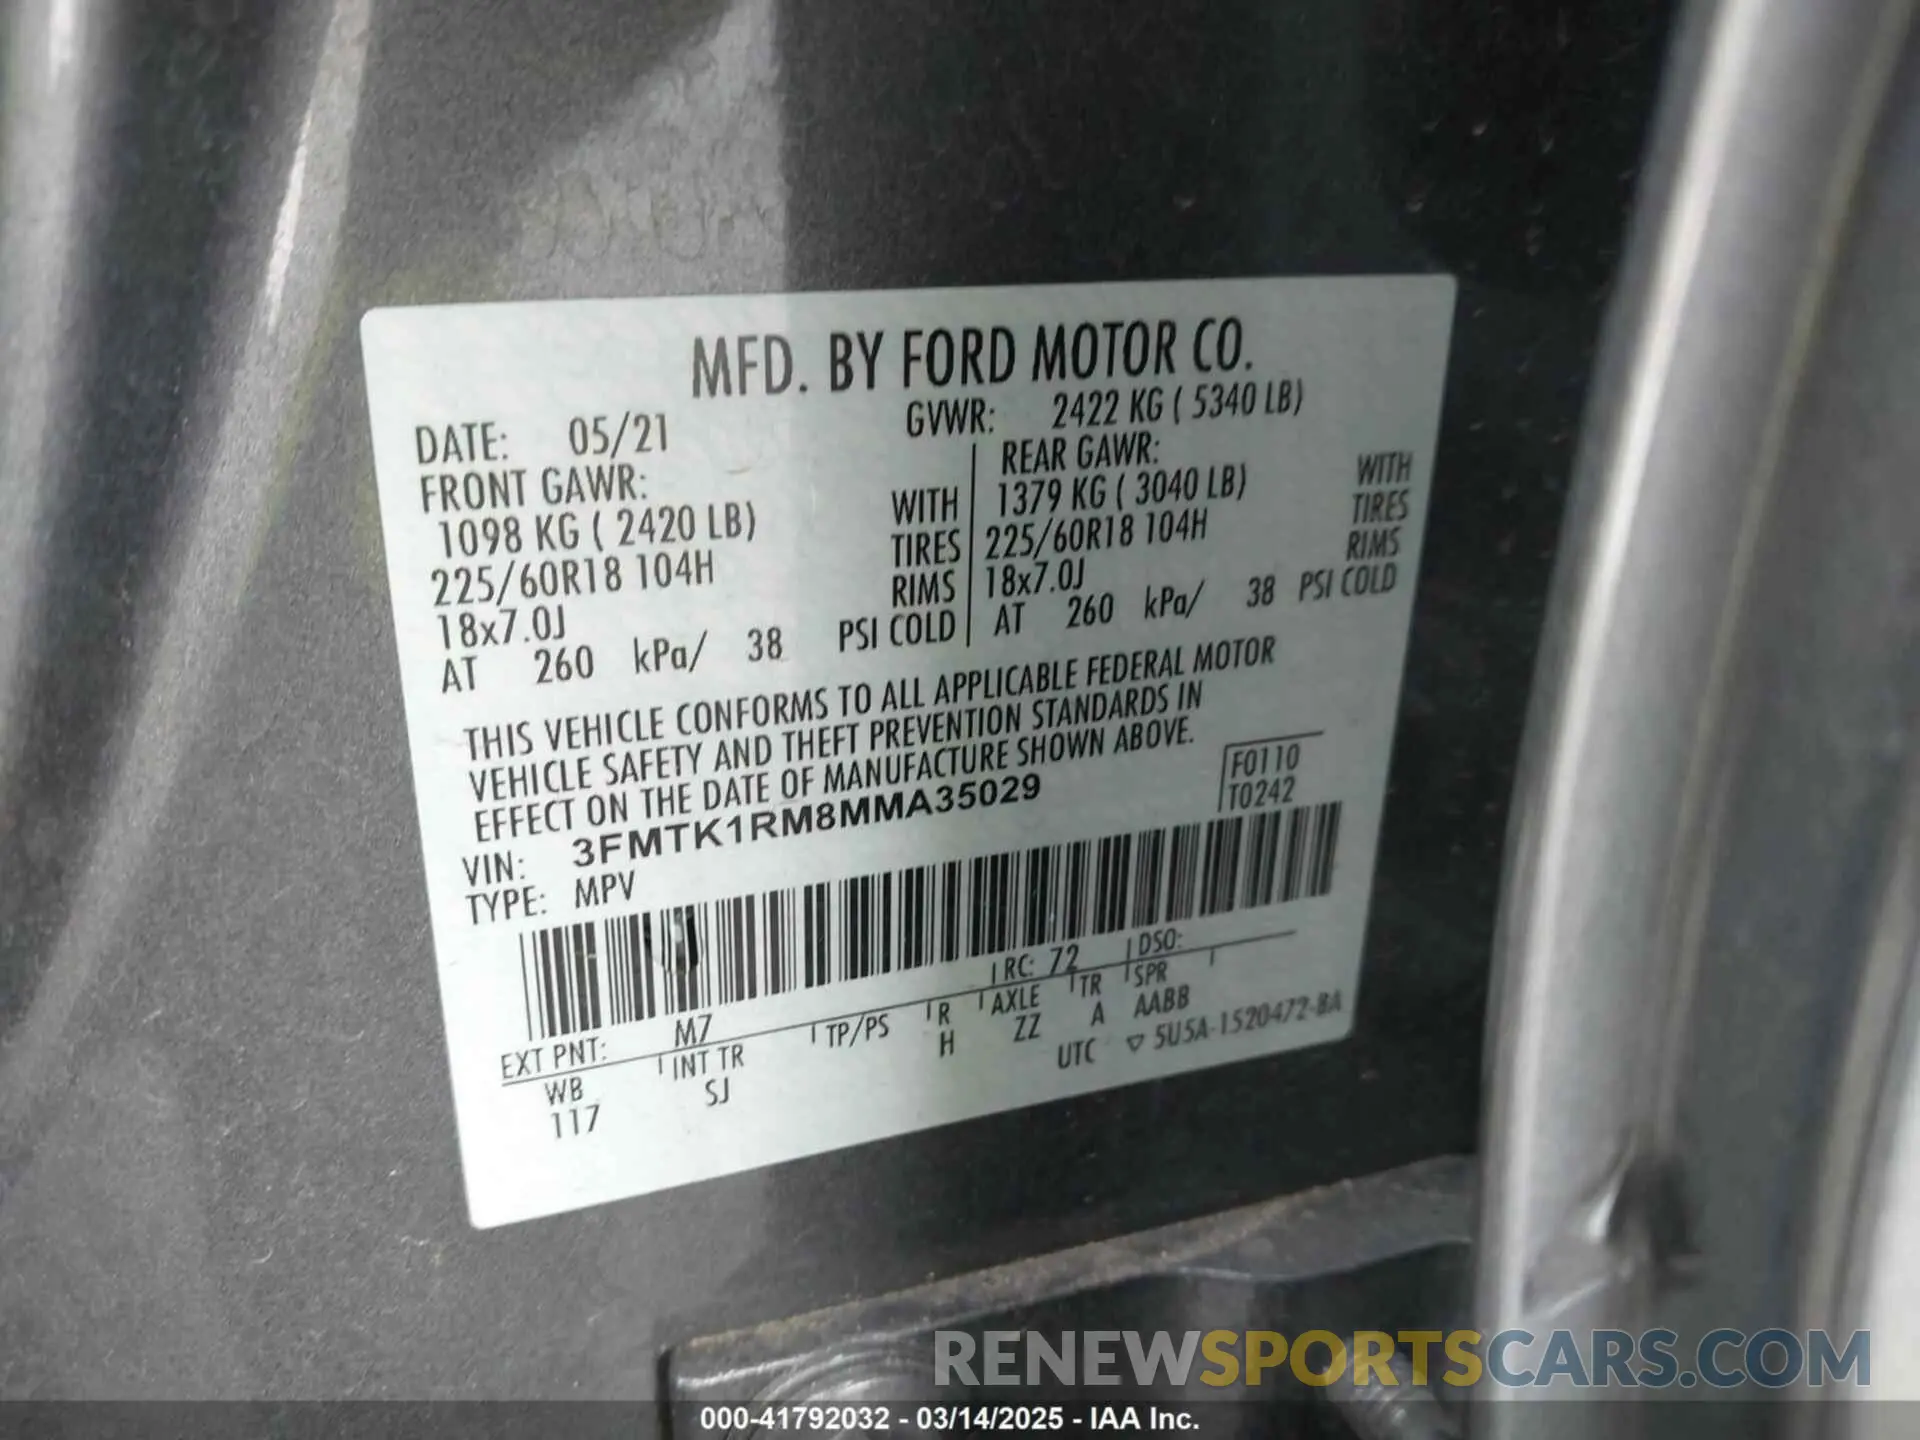 MFD. BY FORD MOTOR CO.
DATE: 05/21 GVWR: 2422 KG ( 5340 LB)
FRONT GAWR: REAR GAWR:
1098 KG ( 2420 LB) WITH 1379 KG ( 3040 LB) WITH
225/60R18 104H TIRES 225/60R18 104H TIRES
18x7.0J RIMS 18x7.0J RIMS
AT 260 kPa/ 38 PSI COLD AT 260 kPa/ 38 PSI COLD
THIS VEHICLE CONFORMS TO ALL APPLICABLE FEDERAL MOTOR
VEHICLE SAFETY AND THEFT PREVENTION STANDARDS IN
EFFECT ON THE DATE OF MANUFACTURE SHOWN ABOVE.
VIN: 3FMTK1RM8MMA35029 F0110
TYPE: MPV T0242
EXT PNT: M7 RC: 72 DSO:
WB INT TR TP/PS R AXLE TR SPR
117 SJ H ZZ A AABB
UTC ▽ 5U5A-1520472-BA
RENEWSPORTSCARS.COM
000-41792032 - 03/14/2025 - IAA Inc.